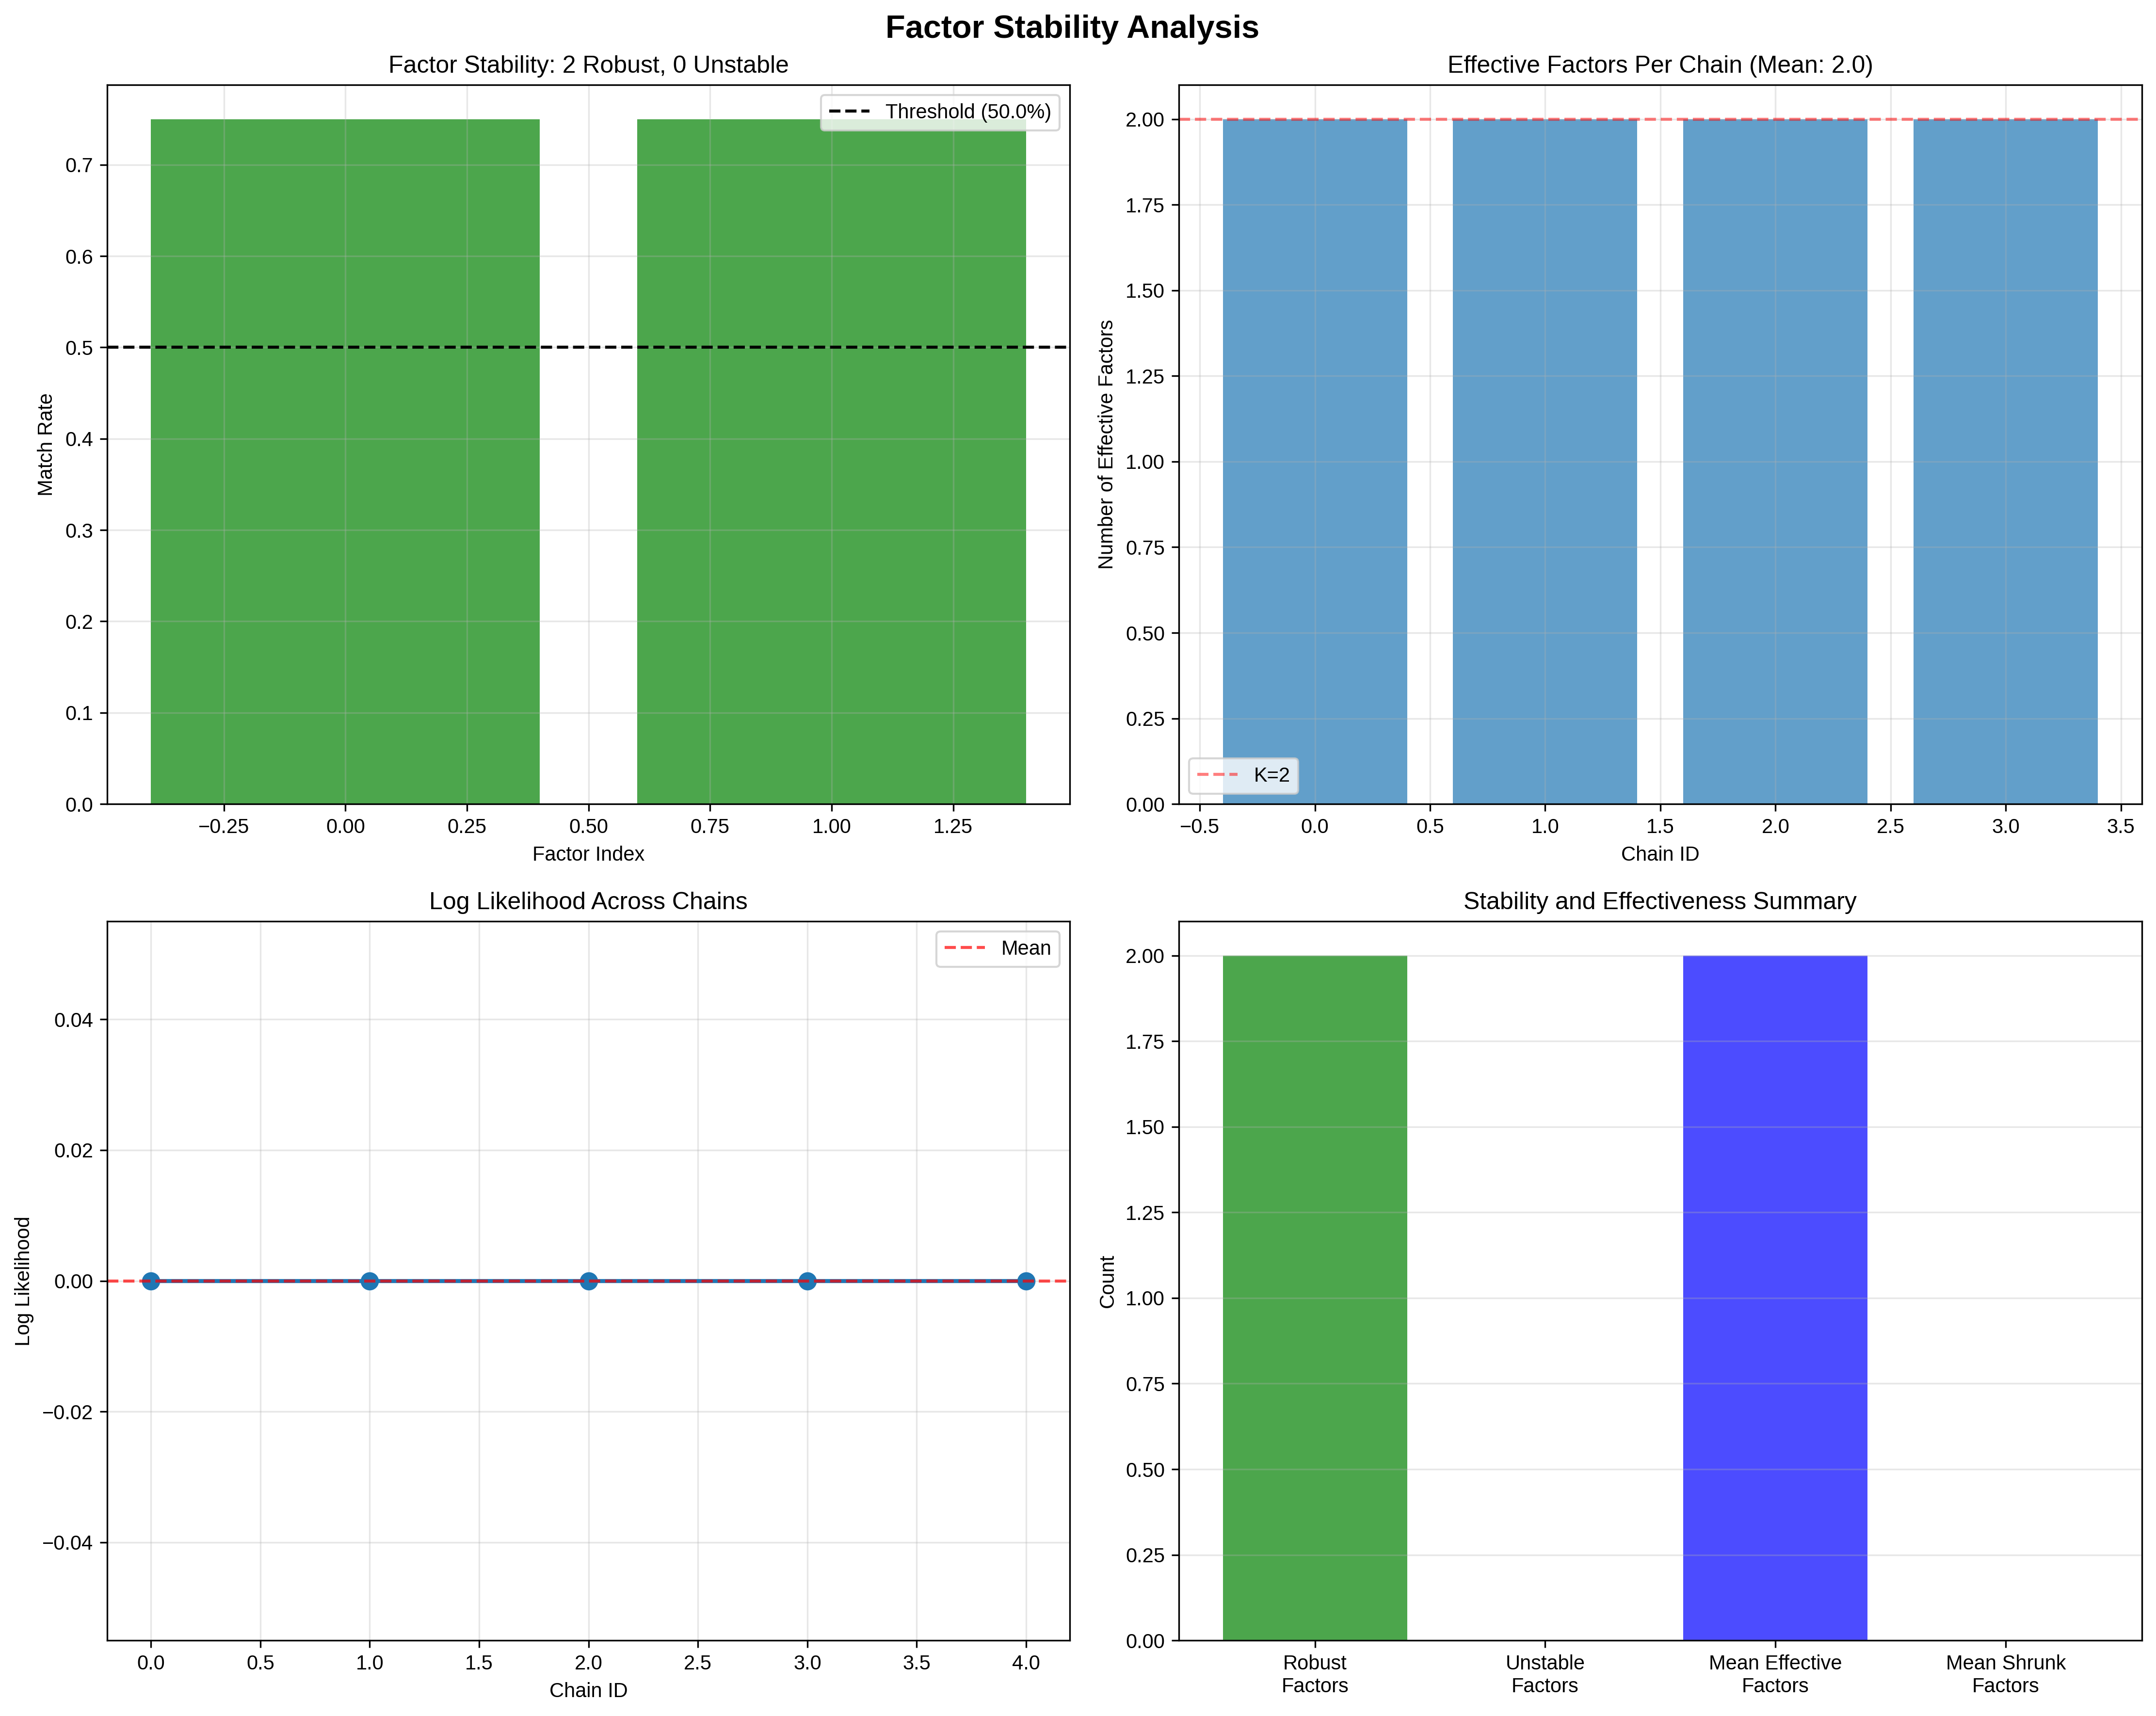 Factor Stability Analysis
Factor Stability: 2 Robust, 0 Unstable
Threshold (50.0%)
Match Rate
0.7
0.6
0.5
0.4
0.3
0.2
0.1
0.0
−0.25 0.00 0.25 0.50 0.75 1.00 1.25
Factor Index
Effective Factors Per Chain (Mean: 2.0)
Number of Effective Factors
2.00
1.75
1.50
1.25
1.00
0.75
0.50
0.25
0.00
K=2
−0.5 0.0 0.5 1.0 1.5 2.0 2.5 3.0 3.5
Chain ID
Log Likelihood Across Chains
Mean
Log Likelihood
0.04
0.02
0.00
−0.02
−0.04
0.0 0.5 1.0 1.5 2.0 2.5 3.0 3.5 4.0
Chain ID
Stability and Effectiveness Summary
Count
2.00
1.75
1.50
1.25
1.00
0.75
0.50
0.25
0.00
Robust
Factors
Unstable
Factors
Mean Effective
Factors
Mean Shrunk
Factors